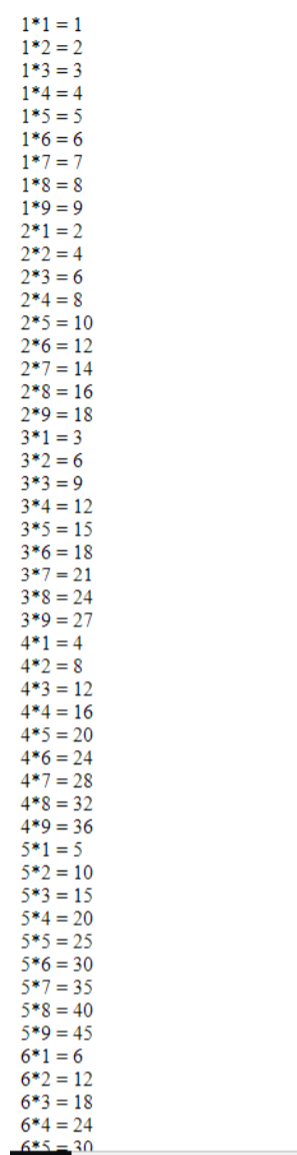 1*1 = 1
1*2 = 2
1*3 = 3
1*4 = 4
1*5 = 5
1*6 = 6
1*7 = 7
1*8 = 8
1*9 = 9
2*1 = 2
2*2 = 4
2*3 = 6
2*4 = 8
2*5 = 10
2*6 = 12
2*7 = 14
2*8 = 16
2*9 = 18
3*1 = 3
3*2 = 6
3*3 = 9
3*4 = 12
3*5 = 15
3*6 = 18
3*7 = 21
3*8 = 24
3*9 = 27
4*1 = 4
4*2 = 8
4*3 = 12
4*4 = 16
4*5 = 20
4*6 = 24
4*7 = 28
4*8 = 32
4*9 = 36
5*1 = 5
5*2 = 10
5*3 = 15
5*4 = 20
5*5 = 25
5*6 = 30
5*7 = 35
5*8 = 40
5*9 = 45
6*1 = 6
6*2 = 12
6*3 = 18
6*4 = 24
6*5 = 30